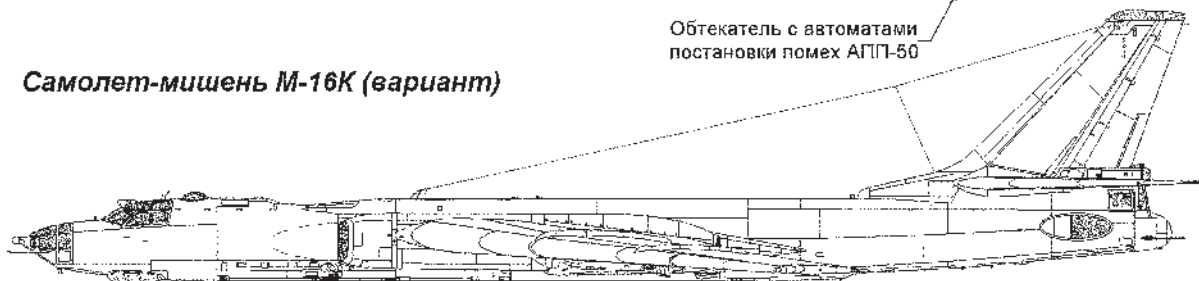 Обтекатель с автоматами
постановки помех АПП-50
Самолет-мишень М-16К (вариант)